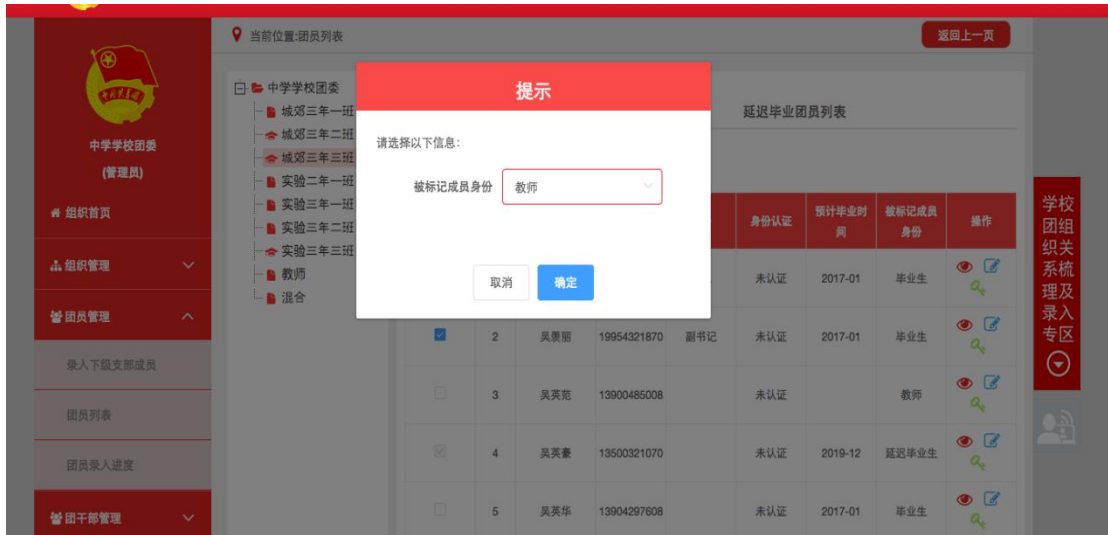 当前位置:团员列表
返回上一页
中学学校团委
(管理员)
组织首页
组织管理
团员管理
录入下级支部成员
团员列表
团员录入进度
团干部管理
中学学校团委
城郊三年一班
城郊三年二班
城郊三年三班
实验二年一班
实验三年一班
实验三年二班
实验三年三班
教师
混合
提示
请选择以下信息:
被标记成员身份 教师
取消 确定
延迟毕业团员列表
身份认证 预计毕业时间 被标记成员身份 操作
未认证 2017-01 毕业生
2 吴羡丽 19954321870 副书记 未认证 2017-01 毕业生
3 吴英范 13900485008 未认证 教师
4 吴英豪 13500321070 未认证 2019-12 延迟毕业生
5 吴英华 13904297608 未认证 2017-01 毕业生
学校
团组
织关
系梳
理及
录入
专区